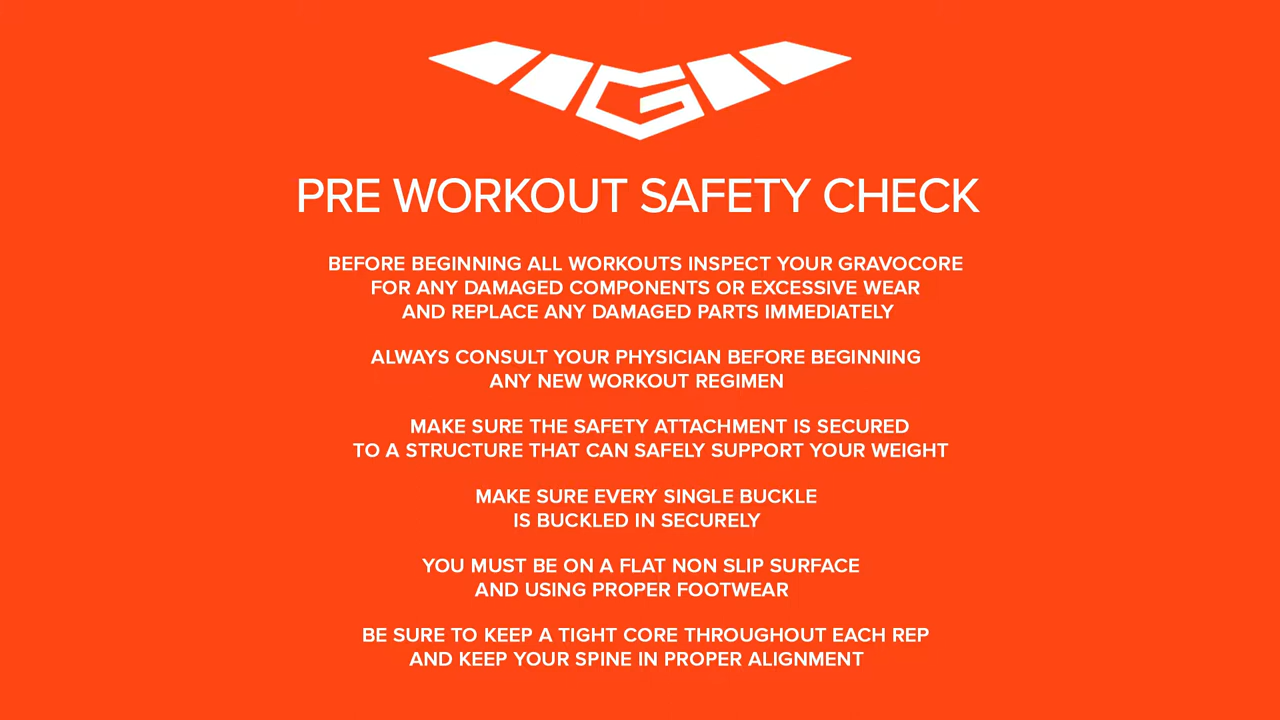 G
PRE WORKOUT SAFETY CHECK
BEFORE BEGINNING ALL WORKOUTS INSPECT YOUR GRAVOCORE
FOR ANY DAMAGED COMPONENTS OR EXCESSIVE WEAR
AND REPLACE ANY DAMAGED PARTS IMMEDIATELY
ALWAYS CONSULT YOUR PHYSICIAN BEFORE BEGINNING
ANY NEW WORKOUT REGIMEN
MAKE SURE THE SAFETY ATTACHMENT IS SECURED
TO A STRUCTURE THAT CAN SAFELY SUPPORT YOUR WEIGHT
MAKE SURE EVERY SINGLE BUCKLE
IS BUCKLED IN SECURELY
YOU MUST BE ON A FLAT NON SLIP SURFACE
AND USING PROPER FOOTWEAR
BE SURE TO KEEP A TIGHT CORE THROUGHOUT EACH REP
AND KEEP YOUR SPINE IN PROPER ALIGNMENT